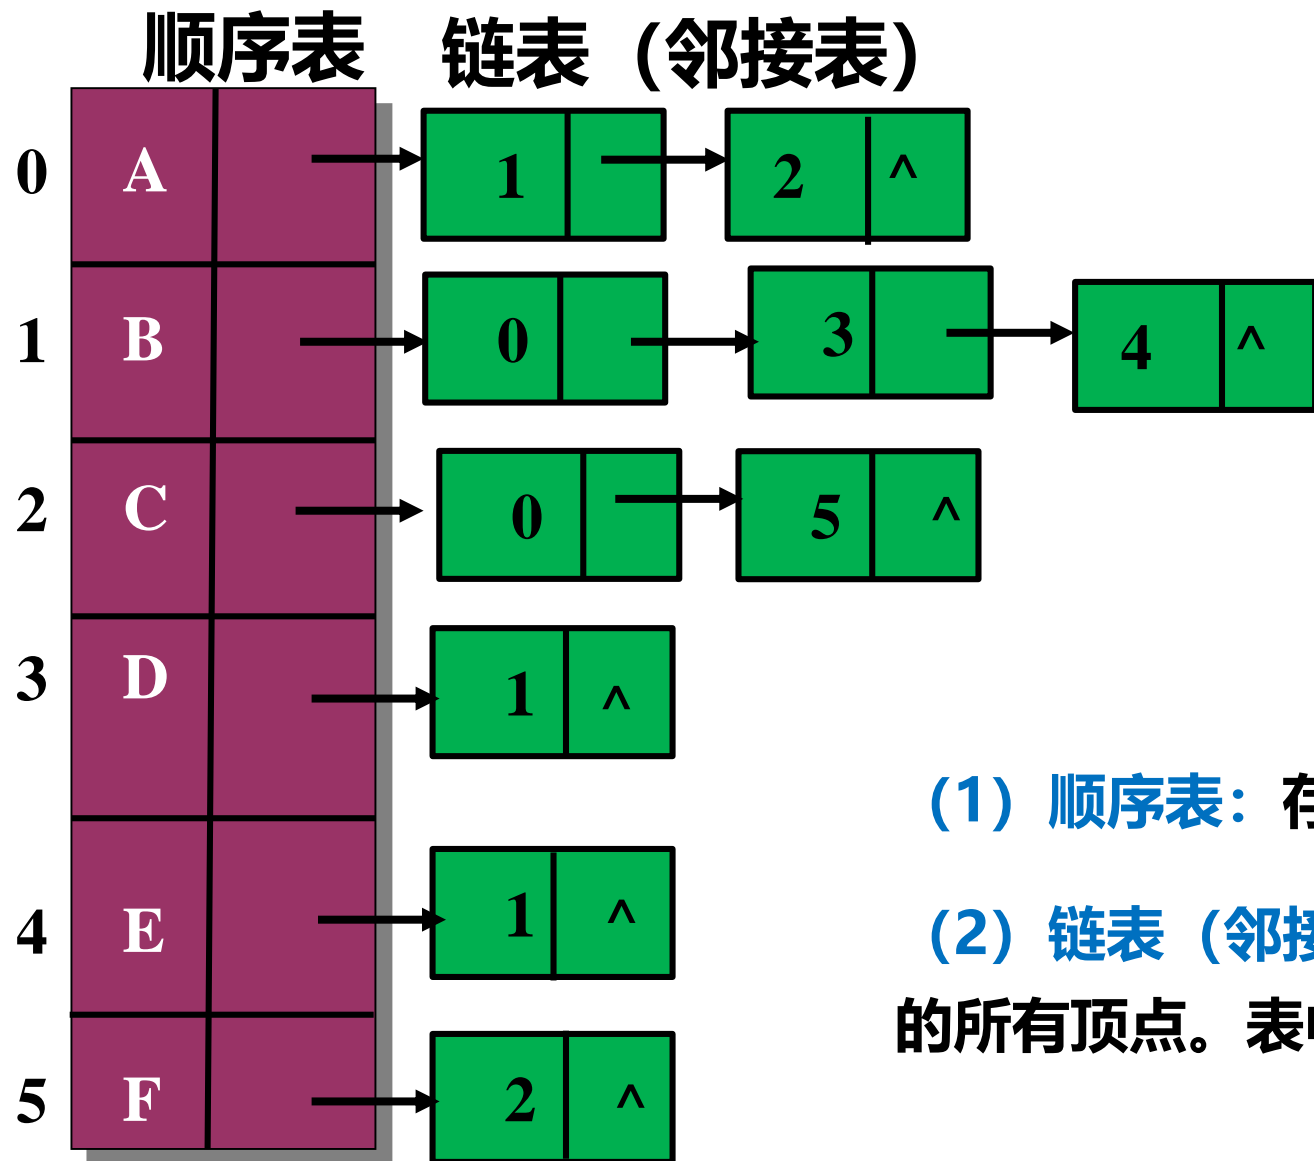 顺序表 链表（邻接表）
0 A 1 2 ^
1 B 0 3 4 ^
2 C 0 5 ^
3 D 1 ^
4 E 1 ^
5 F 2 ^
（1）顺序表：
（2）链表（邻接
的所有顶点。表